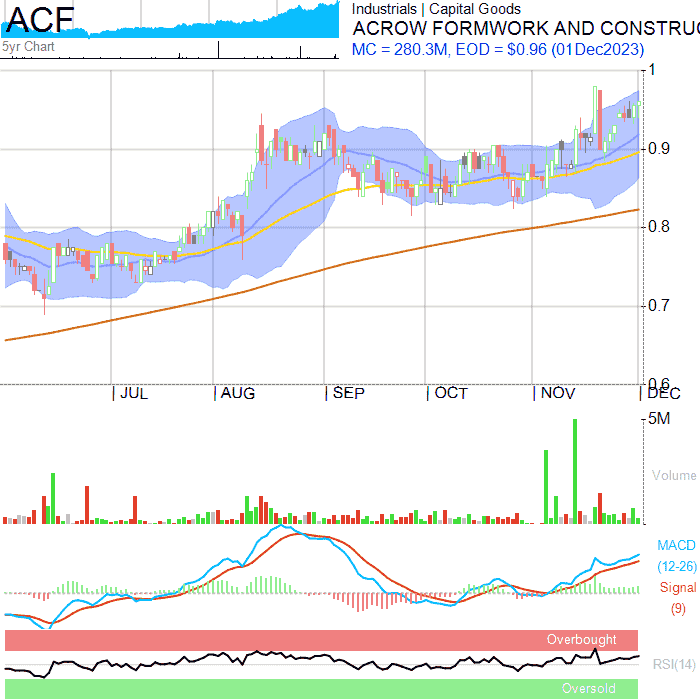 ACF
5yr Chart
Industrials | Capital Goods
ACROW FORMWORK AND CONSTRUC
MC = 280.3M, EOD = $0.96 (01Dec2023)
1
0.9
0.8
0.7
0.6
JUL AUG SEP OCT NOV DEC
5M
Volume
MACD
(12-26)
Signal
(9)
Overbought
RSI(14)
Oversold